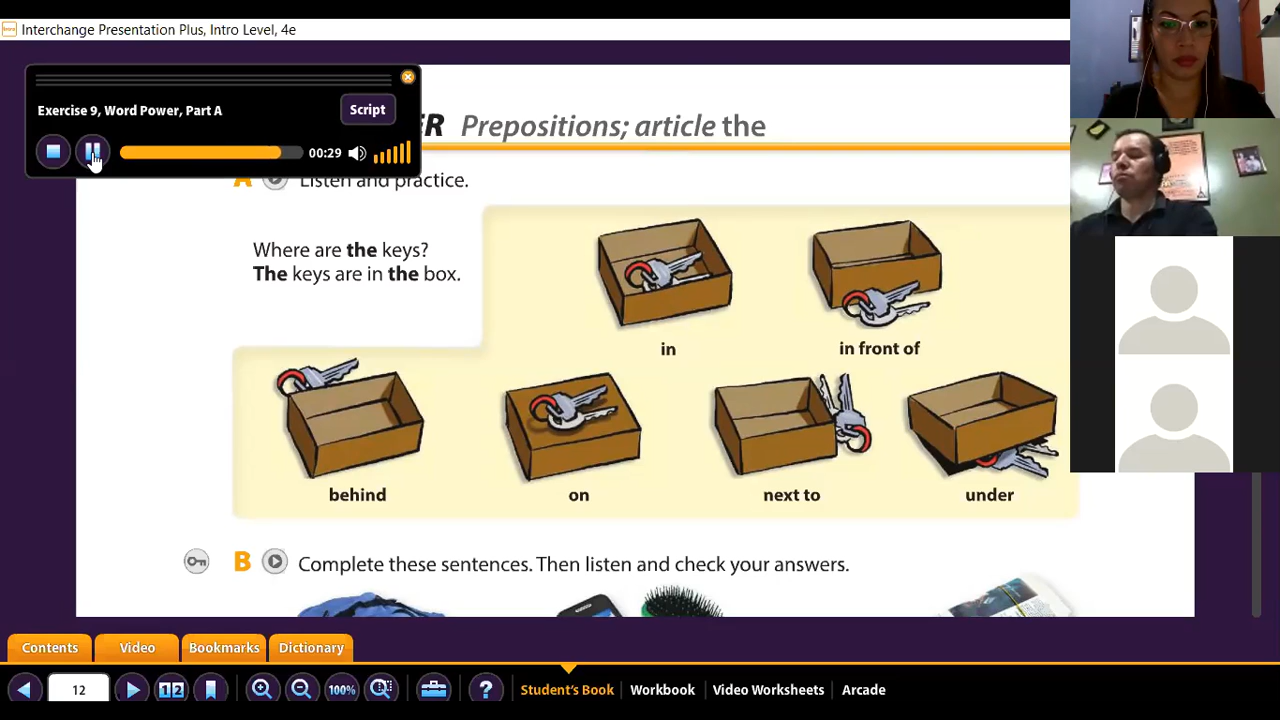 Interchange Presentation Plus, Intro Level, 4e
Exercise 9, Word Power, Part A
Script
00:29
ER Prepositions; article the
A Listen and practice.
Where are the keys?
The keys are in the box.
in
in front of
behind
on
next to
under
B Complete these sentences. Then listen and check your answers.
Contents Video Bookmarks Dictionary
12 12 100% ? Student's Book Workbook Video Worksheets Arcade